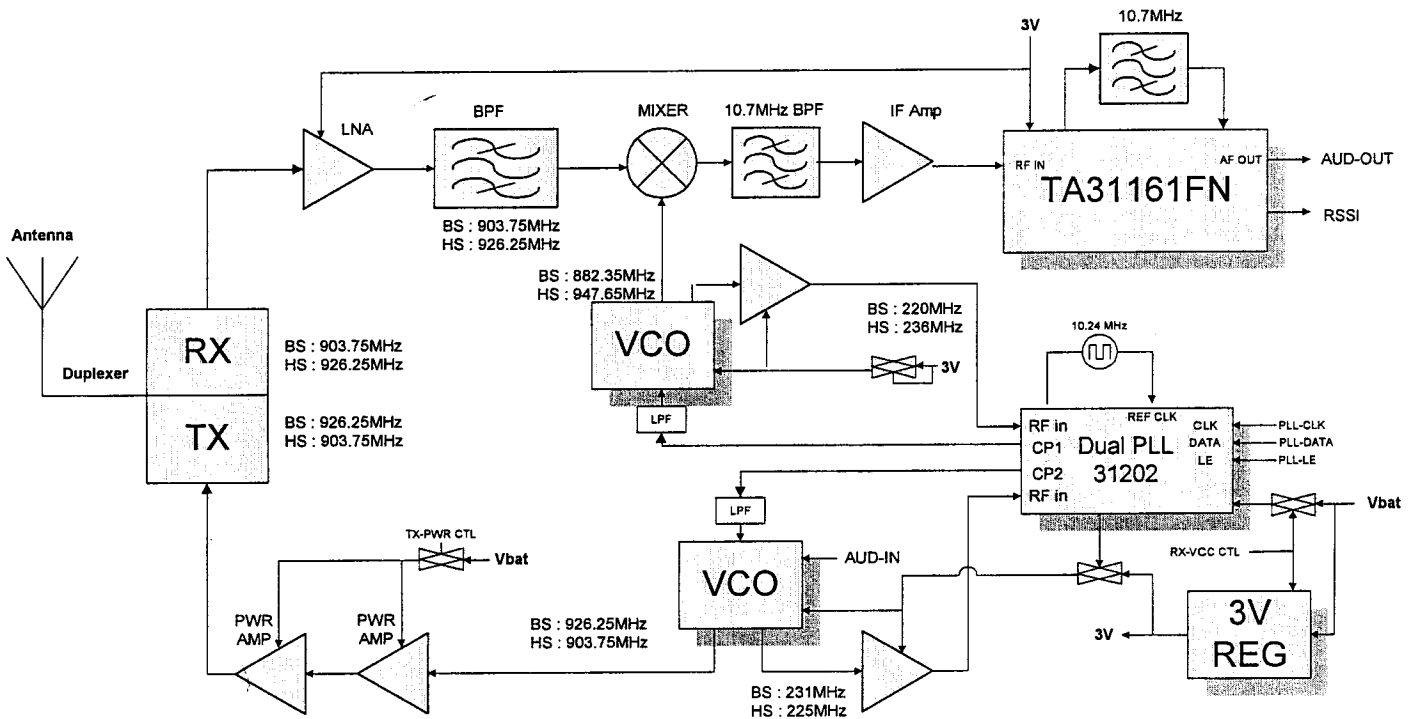 10.7MHz
3V
LNA
BPF
MIXER
10.7MHz BPF
IF Amp
RF IN
AF OUT
TA31161FN
AUD-OUT
RSSI
BS : 903.75MHz
HS : 926.25MHz
Antenna
BS : 882.35MHz
HS : 947.65MHz
BS : 220MHz
HS : 236MHz
10.24 MHz
RX
VCO
3V
BS : 903.75MHz
HS : 926.25MHz
Duplexer
LPF
TX
BS : 926.25MHz
HS : 903.75MHz
REF CLK
RF in
CLK
PLL-CLK
CP1
Dual PLL
DATA
PLL-DATA
CP2
31202
LE
PLL-LE
RF in
LPF
Vbat
TX-PWR CTL
Vbat
AUD-IN
RX-VCC CTL
VCO
PWR
AMP
PWR
AMP
BS : 926.25MHz
HS : 903.75MHz
3V
3V
REG
BS : 231MHz
HS : 225MHz